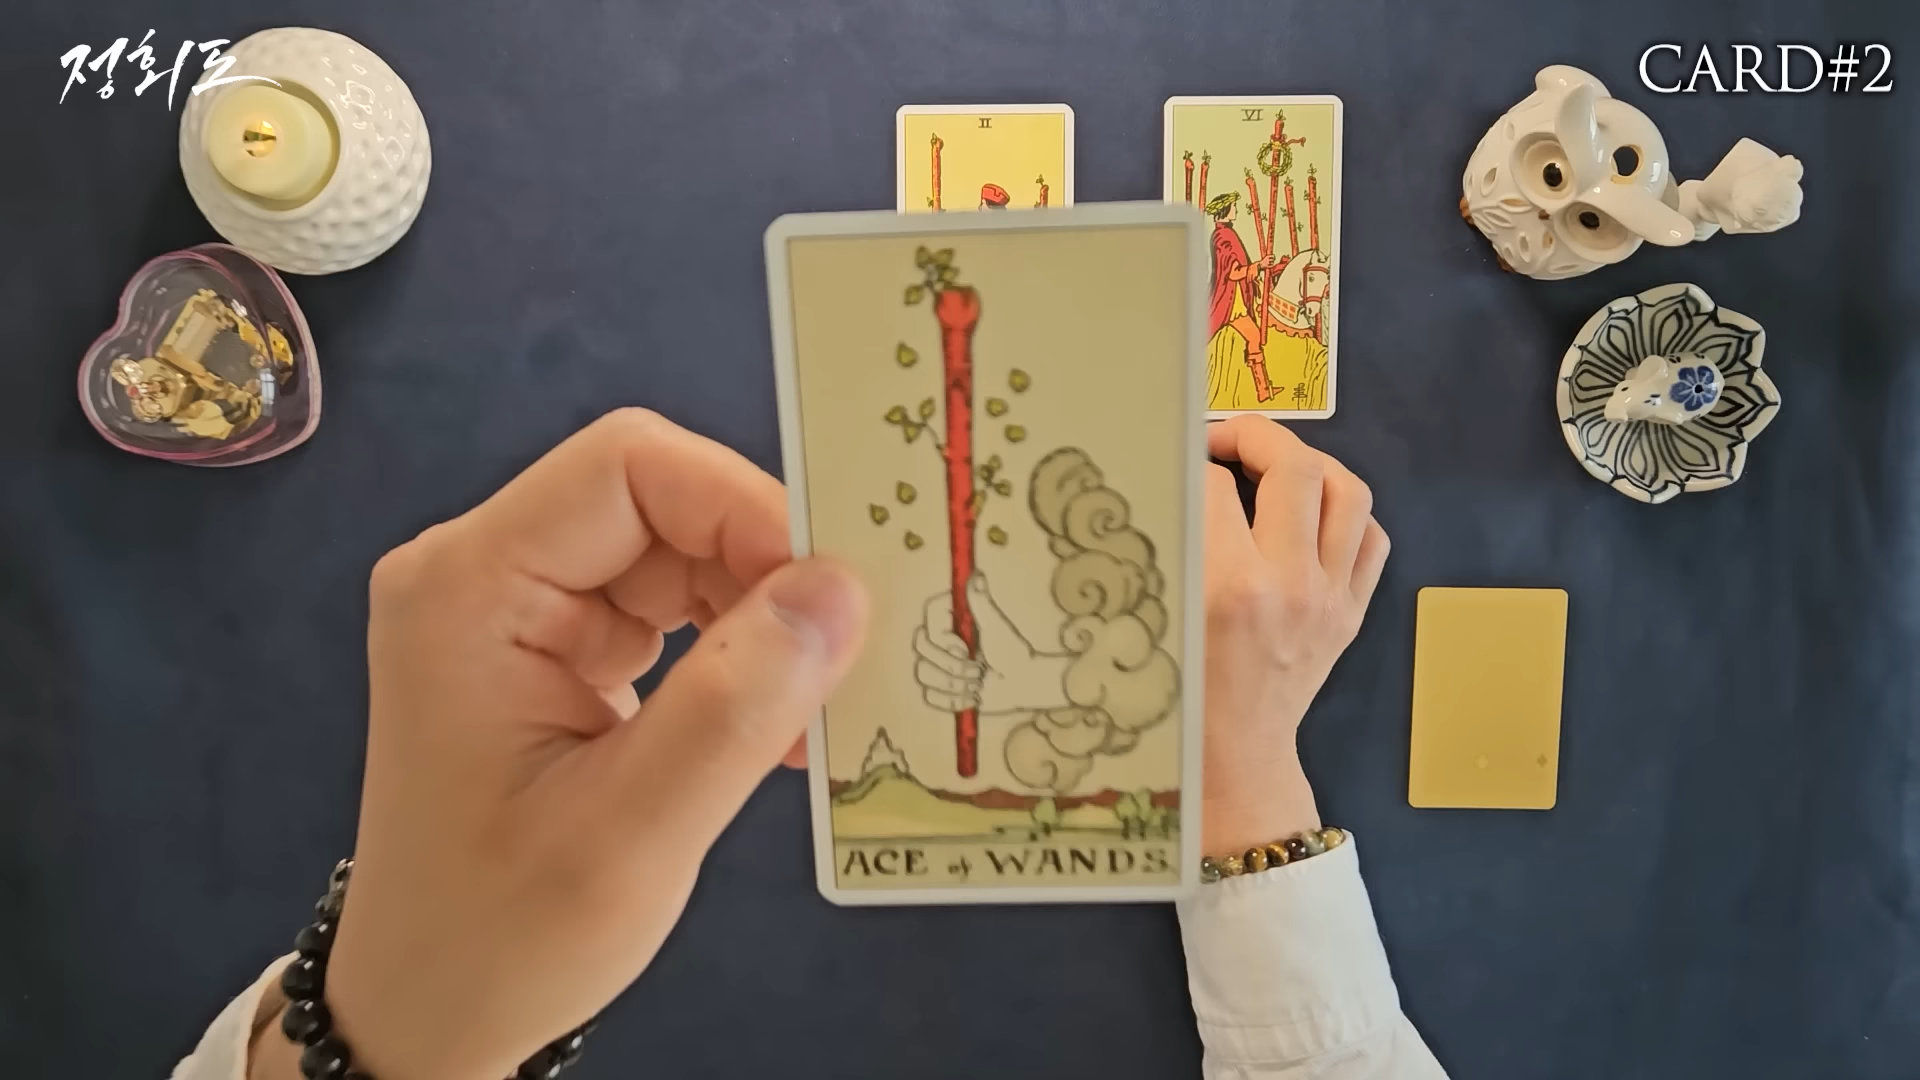 정회도
CARD#2
II
VI
ACE of WANDS.